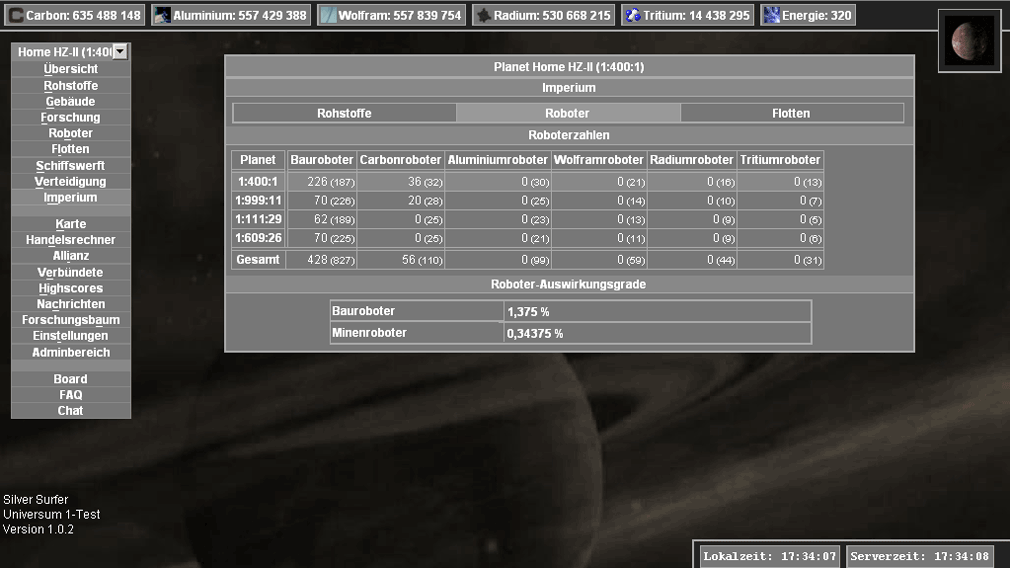 Carbon: 635 488 148 Aluminium: 557 429 388 Wolfram: 557 839 754 Radium: 530 668 215 Tritium: 14 438 295 Energie: 320
Home HZ-II (1:400
Übersicht
Rohstoffe
Gebäude
Forschung
Roboter
Flotten
Schiffswerft
Verteidigung
Imperium
Karte
Handelsrechner
Allianz
Verbündete
Highscores
Nachrichten
Forschungsbaum
Einstellungen
Adminbereich
Board
FAQ
Chat
Planet Home HZ-II (1:400:1)
Imperium
Rohstoffe Roboter Flotten
Roboterzahlen
Planet Bauroboter Carbonroboter Aluminiumroboter Wolframroboter Radiumroboter Tritiumroboter
1:400:1 226 (187) 36 (32) 0 (30) 0 (21) 0 (16) 0 (13)
1:999:11 70 (226) 20 (28) 0 (25) 0 (14) 0 (10) 0 (7)
1:111:29 62 (189) 0 (25) 0 (23) 0 (13) 0 (9) 0 (5)
1:609:26 70 (225) 0 (25) 0 (21) 0 (11) 0 (9) 0 (6)
Gesamt 428 (827) 56 (110) 0 (99) 0 (59) 0 (44) 0 (31)
Roboter-Auswirkungsgrade
Bauroboter 1,375 %
Minenroboter 0,34375 %
Silver Surfer
Universum 1-Test
Version 1.0.2
Lokalzeit: 17:34:07 Serverzeit: 17:34:08